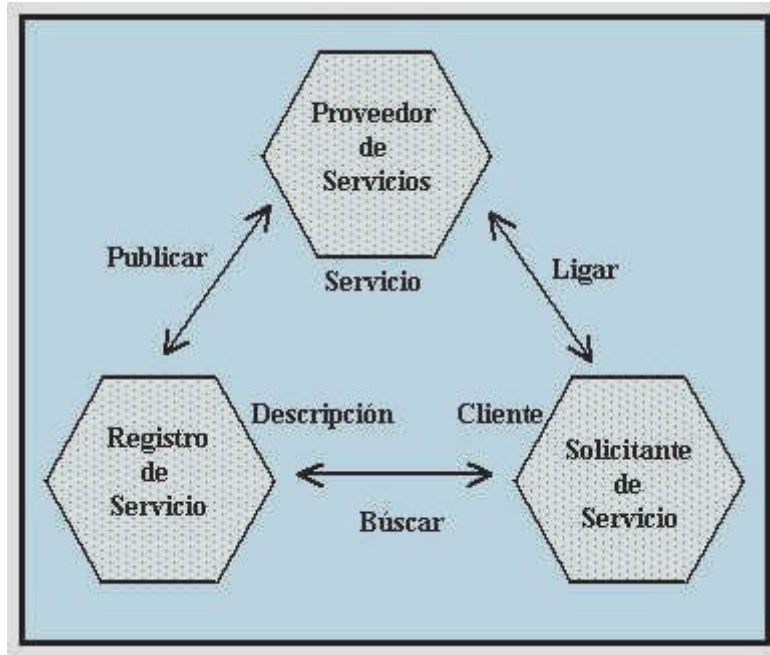 Proveedor
de
Servicios
Publicar
Servicio
Ligar
Descripción
Cliente
Registro
de
Servicio
Solicitante
de
Servicio
Búscar